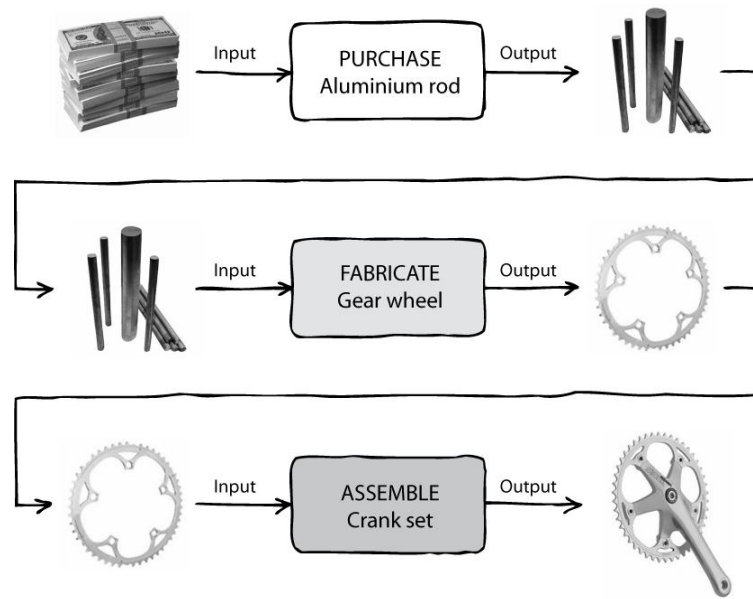 Input
PURCHASE
Aluminium rod
Output
Input
FABRICATE
Gear wheel
Output
Input
ASSEMBLE
Crank set
Output